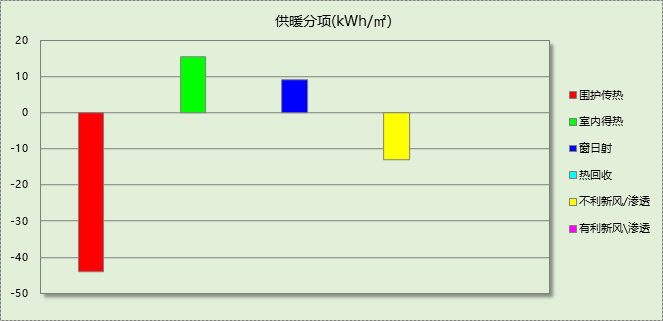 供暖分项(kWh/㎡)
20
10
0
-10
-20
-30
-40
-50
围护传热
室内得热
窗日射
热回收
不利新风/渗透
有利新风\渗透